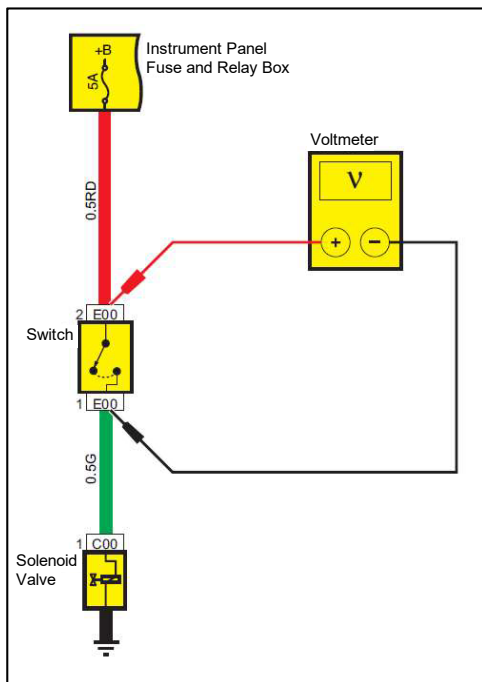 +B
5A
Instrument Panel
Fuse and Relay Box
0.5RD
Voltmeter
V
+ −
2 E00
Switch
1 E00
0.5G
1 C00
Solenoid
Valve